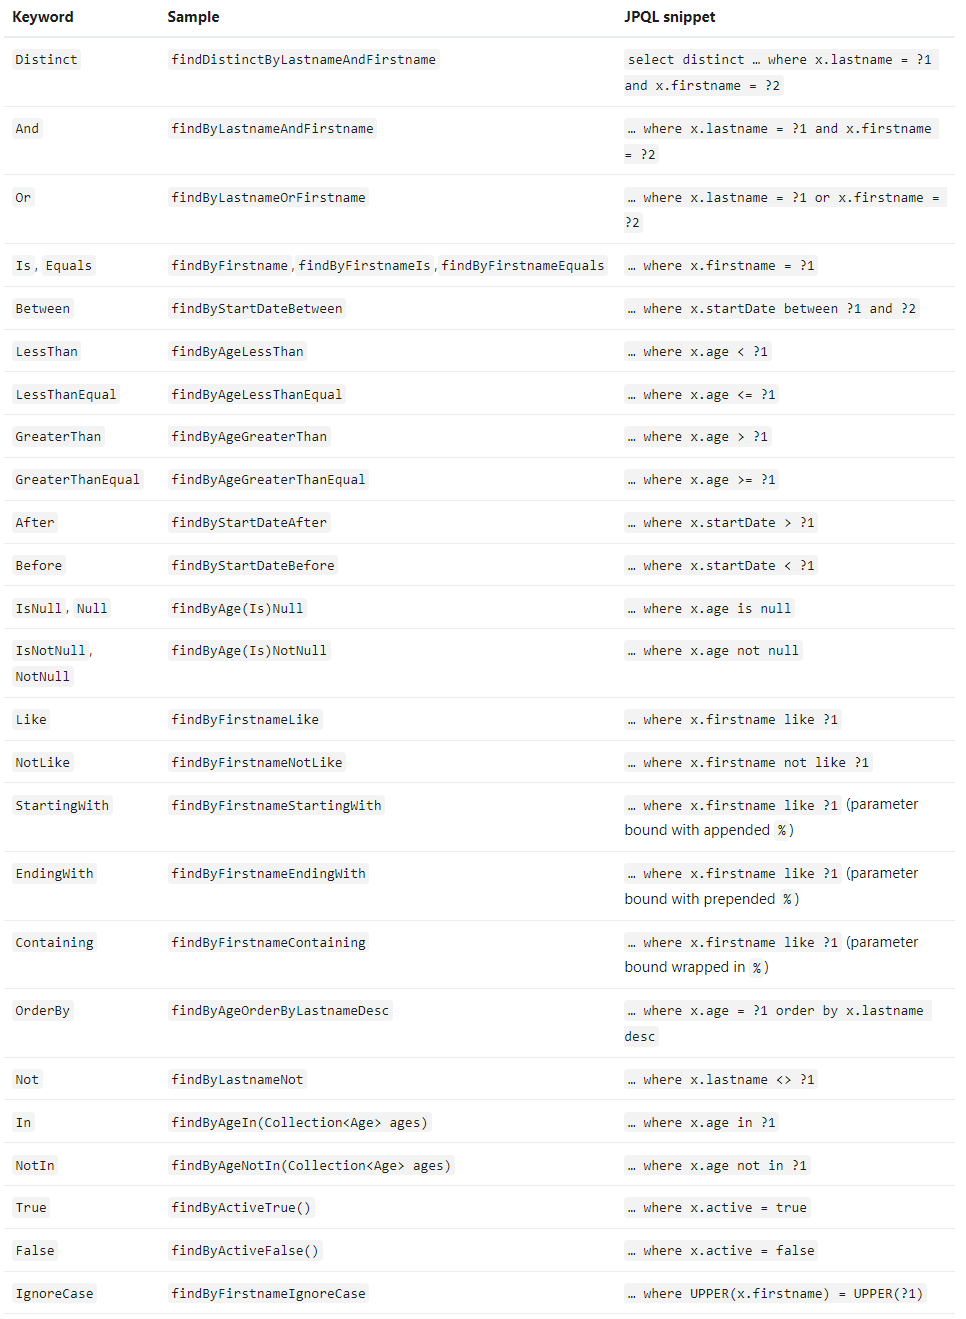 Keyword Sample JPQL snippet
Distinct findDistinctByLastnameAndFirstname select distinct … where x.lastname = ?1
and x.firstname = ?2
And findByLastnameAndFirstname … where x.lastname = ?1 and x.firstname
= ?2
Or findByLastnameOrFirstname … where x.lastname = ?1 or x.firstname =
?2
Is, Equals findByFirstname,findByFirstnameIs,findByFirstnameEquals … where x.firstname = ?1
Between findByStartDateBetween … where x.startDate between ?1 and ?2
LessThan findByAgeLessThan … where x.age < ?1
LessThanEqual findByAgeLessThanEqual … where x.age <= ?1
GreaterThan findByAgeGreaterThan … where x.age > ?1
GreaterThanEqual findByAgeGreaterThanEqual … where x.age >= ?1
After findByStartDateAfter … where x.startDate > ?1
Before findByStartDateBefore … where x.startDate < ?1
IsNull, Null findByAge(Is)Null … where x.age is null
IsNotNull, findByAge(Is)NotNull … where x.age not null
NotNull
Like findByFirstnameLike … where x.firstname like ?1
NotLike findByFirstnameNotLike … where x.firstname not like ?1
StartingWith findByFirstnameStartingWith … where x.firstname like ?1 (parameter
bound with appended %)
EndingWith findByFirstnameEndingWith … where x.firstname like ?1 (parameter
bound with prepended %)
Containing findByFirstnameContaining … where x.firstname like ?1 (parameter
bound wrapped in %)
OrderBy findByAgeOrderByLastnameDesc … where x.age = ?1 order by x.lastname
desc
Not findByLastnameNot … where x.lastname <> ?1
In findByAgeIn(Collection<Age> ages) … where x.age in ?1
NotIn findByAgeNotIn(Collection<Age> ages) … where x.age not in ?1
True findByActiveTrue() … where x.active = true
False findByActiveFalse() … where x.active = false
IgnoreCase findByFirstnameIgnoreCase … where UPPER(x.firstname) = UPPER(?1)